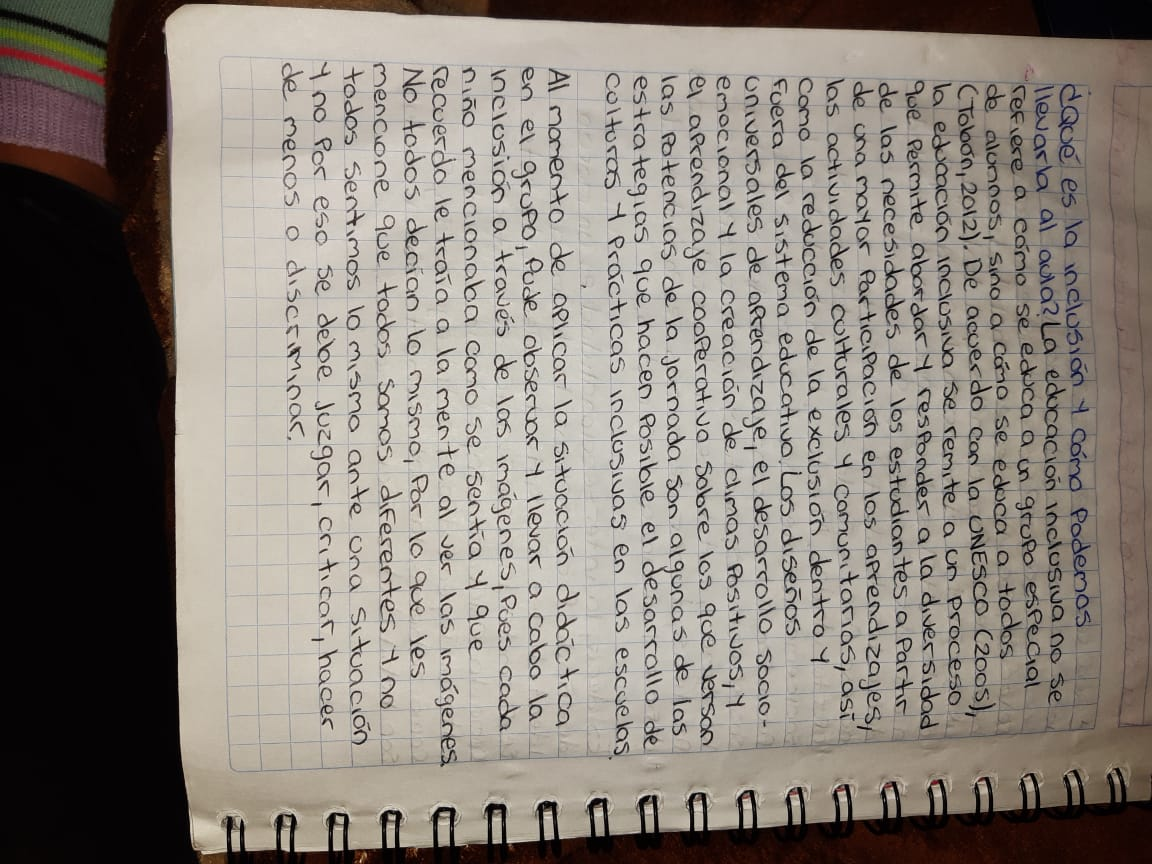 ¿Qué es la inclusión y cómo podemos
llevarla al aula? La educación inclusiva no se
refiere a cómo se educa a un grupo especial
de alumnos, sino a cómo se educa a todos
(Tobón, 2012). De acuerdo con la UNESCO (2005),
la educación inclusiva se remite a un proceso
que permite abordar y responder a la diversidad
de las necesidades de los estudiantes a partir
de una mayor participación en los aprendizajes,
las actividades culturales y comunitarias, así
como la reducción de la exclusión dentro y
fuera del sistema educativo. Los diseños
universales de aprendizaje, el desarrollo socio-
emocional y la creación de climas positivos, y
el aprendizaje cooperativo sobre los que versan
las potencias de la jornada son algunas de las
estrategias que hacen posible el desarrollo de
culturas y prácticas inclusivas en las escuelas.
Al momento de aplicar la situación didáctica
en el grupo, pude observar y llevar a cabo la
inclusión a través de las imágenes, pues cada
niño mencionaba como se sentía y que
recuerdo le traía a la mente al ver las imágenes
No todos decían lo mismo, por lo que les
mencione que todos somos diferentes y no
todos sentimos lo mismo ante una situación
y no por eso se debe juzgar, criticar, hacer
de menos o discriminar.